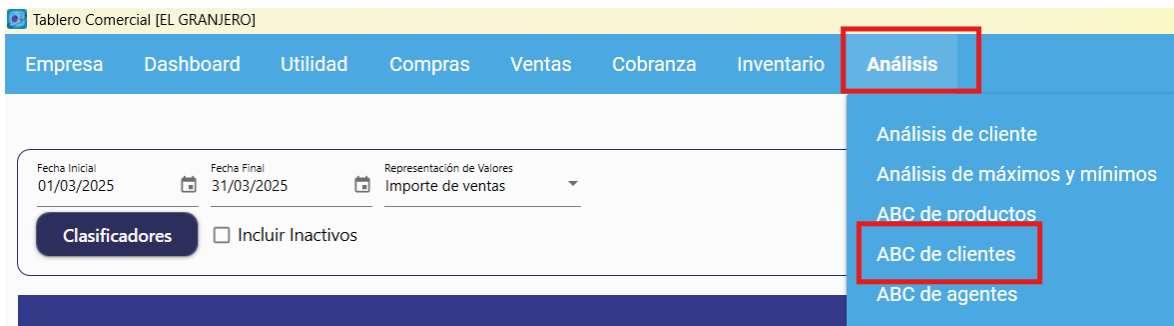 Tablero Comercial [EL GRANJERO]
Empresa Dashboard Utilidad Compras Ventas Cobranza Inventario Análisis
Análisis de cliente
Análisis de máximos y mínimos
ABC de productos
ABC de clientes
ABC de agentes
Fecha Inicial Fecha Final Representación de Valores
01/03/2025 31/03/2025 Importe de ventas
Clasificadores Incluir Inactivos